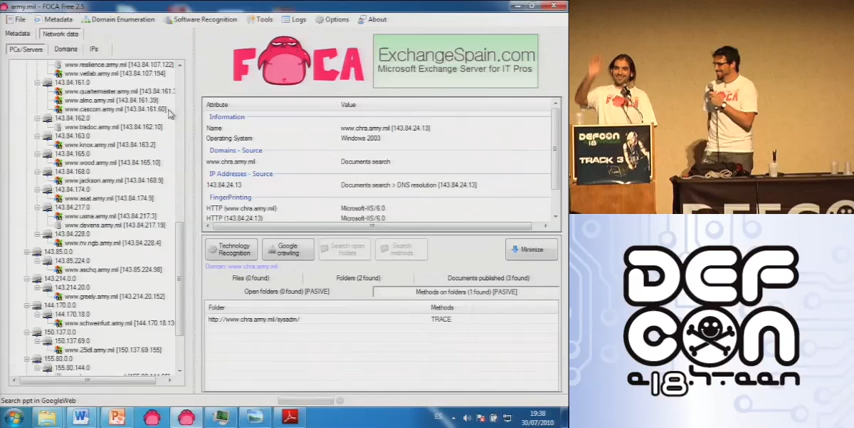 army.mil - FOCA Free 2.5
File Metadata Domain Enumeration Software Recognition Tools Logs Options About
Metadata Network data
PCs/Servers Domains IPs
www.resilience.army.mil [143.84.107.122]
www.vetlab.army.mil [107.194]
143.84.161.0
www.quartermaster.army.mil [143.84.161.
www.almc.army.mil [143.84.161.39]
www.cascom.army.mil [143.84.161.60]
143.84.162.0
www.tradoc.army.mil [143.84.162.10]
143.84.163.0
www.knox.army.mil [143.84.163.2]
143.84.165.0
www.wood.army.mil [143.84.165.10]
143.84.168.0
www.jackson.army.mil [143.84.168.9]
143.84.174.0
www.asat.army.mil [143.84.174.9]
143.84.217.0
www.usma.army.mil [143.84.217.3]
www.devens.army.mil [143.84.217.19]
143.84.228.0
www.nv.ngb.army.mil [143.84.228.4]
143.85.0.0
143.85.224.0
www.aschq.army.mil [143.85.224.98]
143.214.0.0
143.214.20.0
www.greely.army.mil [143.214.20.152]
144.170.0.0
144.170.18.0
www.schweinfurt.army.mil [144.170.18.13
150.137.0.0
150.137.69.0
www.25idl.army.mil [150.137.69.155]
155.80.0.0
155.80.144.0
FOCA
ExchangeSpain.com
Microsoft Exchange Server for IT Pros
Attribute Value
Information
Name www.chra.army.mil [143.84.24.13]
Operating System Windows 2003
Domains - Source
www.chra.army.mil Documents search
IP Addresses - Source
143.84.24.13 Documents search > DNS resolution [143.84.24.13]
FingerPrinting
HTTP (www.chra.army.mil) Microsoft-IIS/6.0
HTTP (143.84.24.13) Microsoft-IIS/6.0
Technology Recognition
Google crawling
Search open folders
Search methods
Minimize
Domain: www.chra.army.mil
Files (0 found) Folders (2 found) Documents published (3 found)
Open folders (0 found) [PASIVE] Methods on folders (1 found) [PASIVE]
Folder Methods
http://www.chra.army.mil/sysadm/ TRACE
Search ppt in GoogleWeb
ES
19:38
30/07/2010
FOCA
DEFCON
18
TRACK 3
DEFCON
DEF
CON
e18hteen